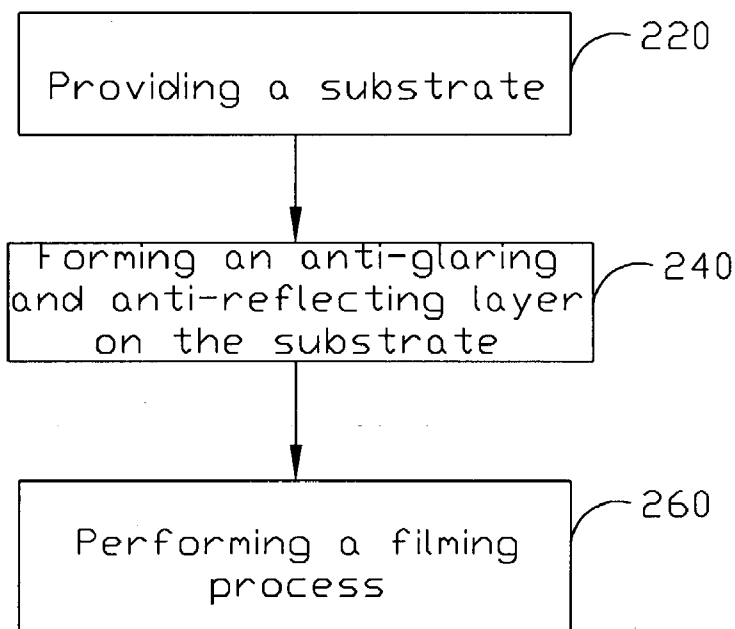 220
Providing a substrate
Forming an anti-glaring
240
and anti-reflecting layer
on the substrate
260
Performing a filming
process